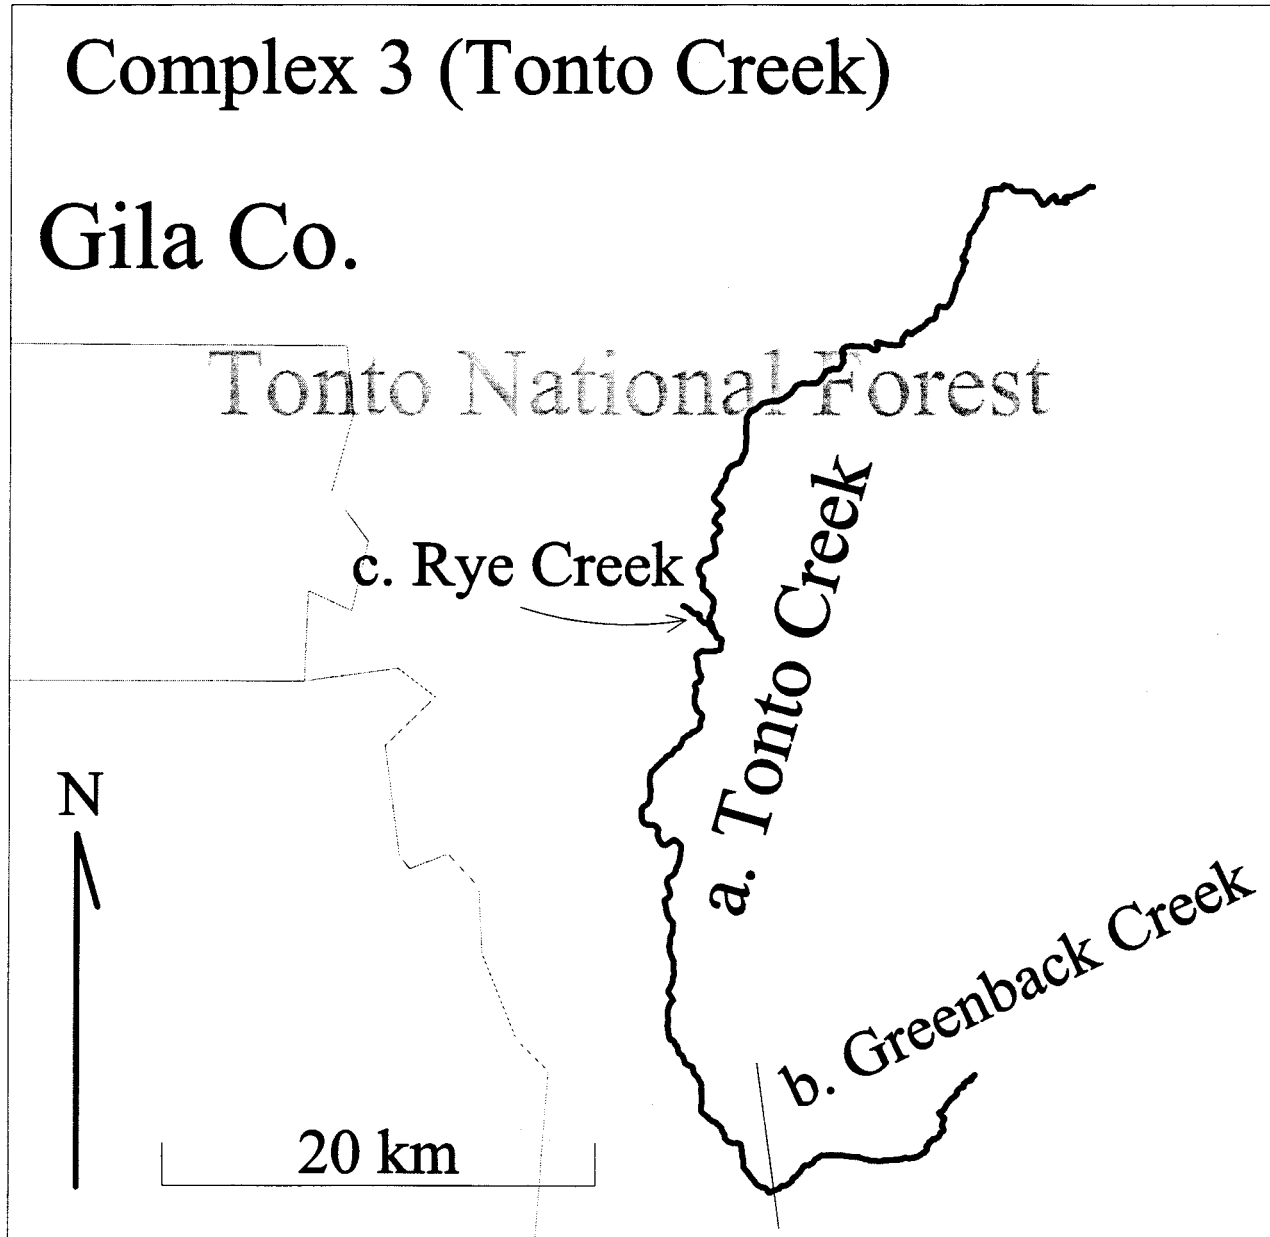 Complex 3 (Tonto Creek)
Gila Co.
Tonto National Forest
c. Rye Creek
a. Tonto Creek
N
b. Greenback Creek
20 km